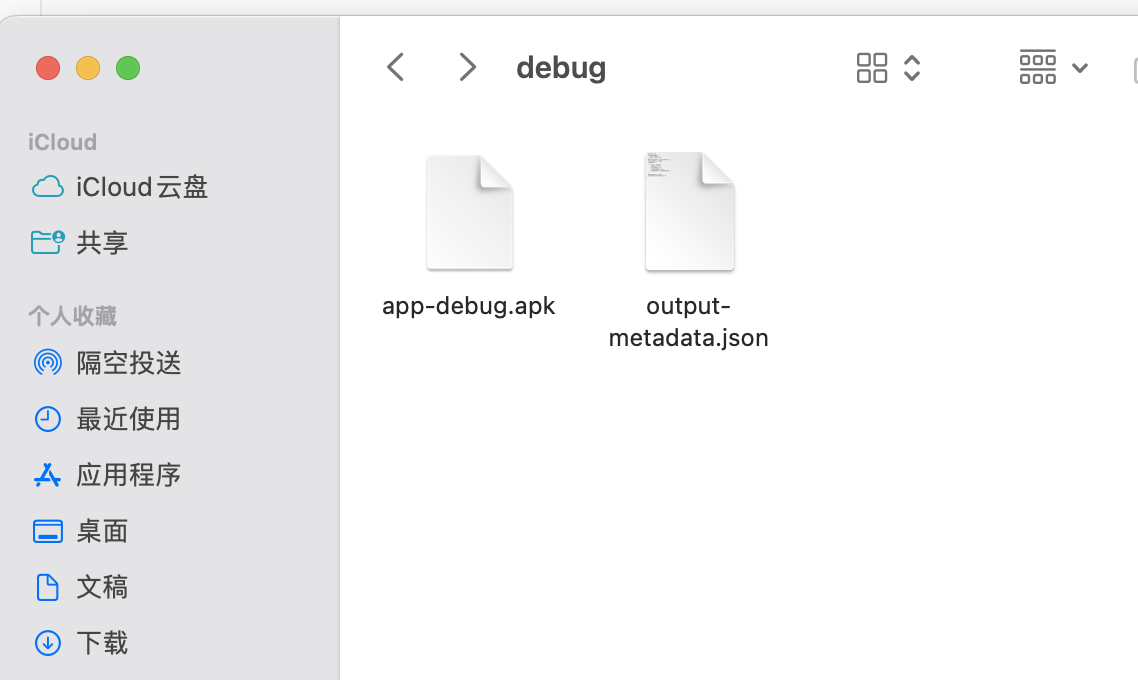 debug
iCloud
iCloud云盘
共享
个人收藏
隔空投送
最近使用
应用程序
桌面
文稿
下载
app-debug.apk
output-
metadata.json